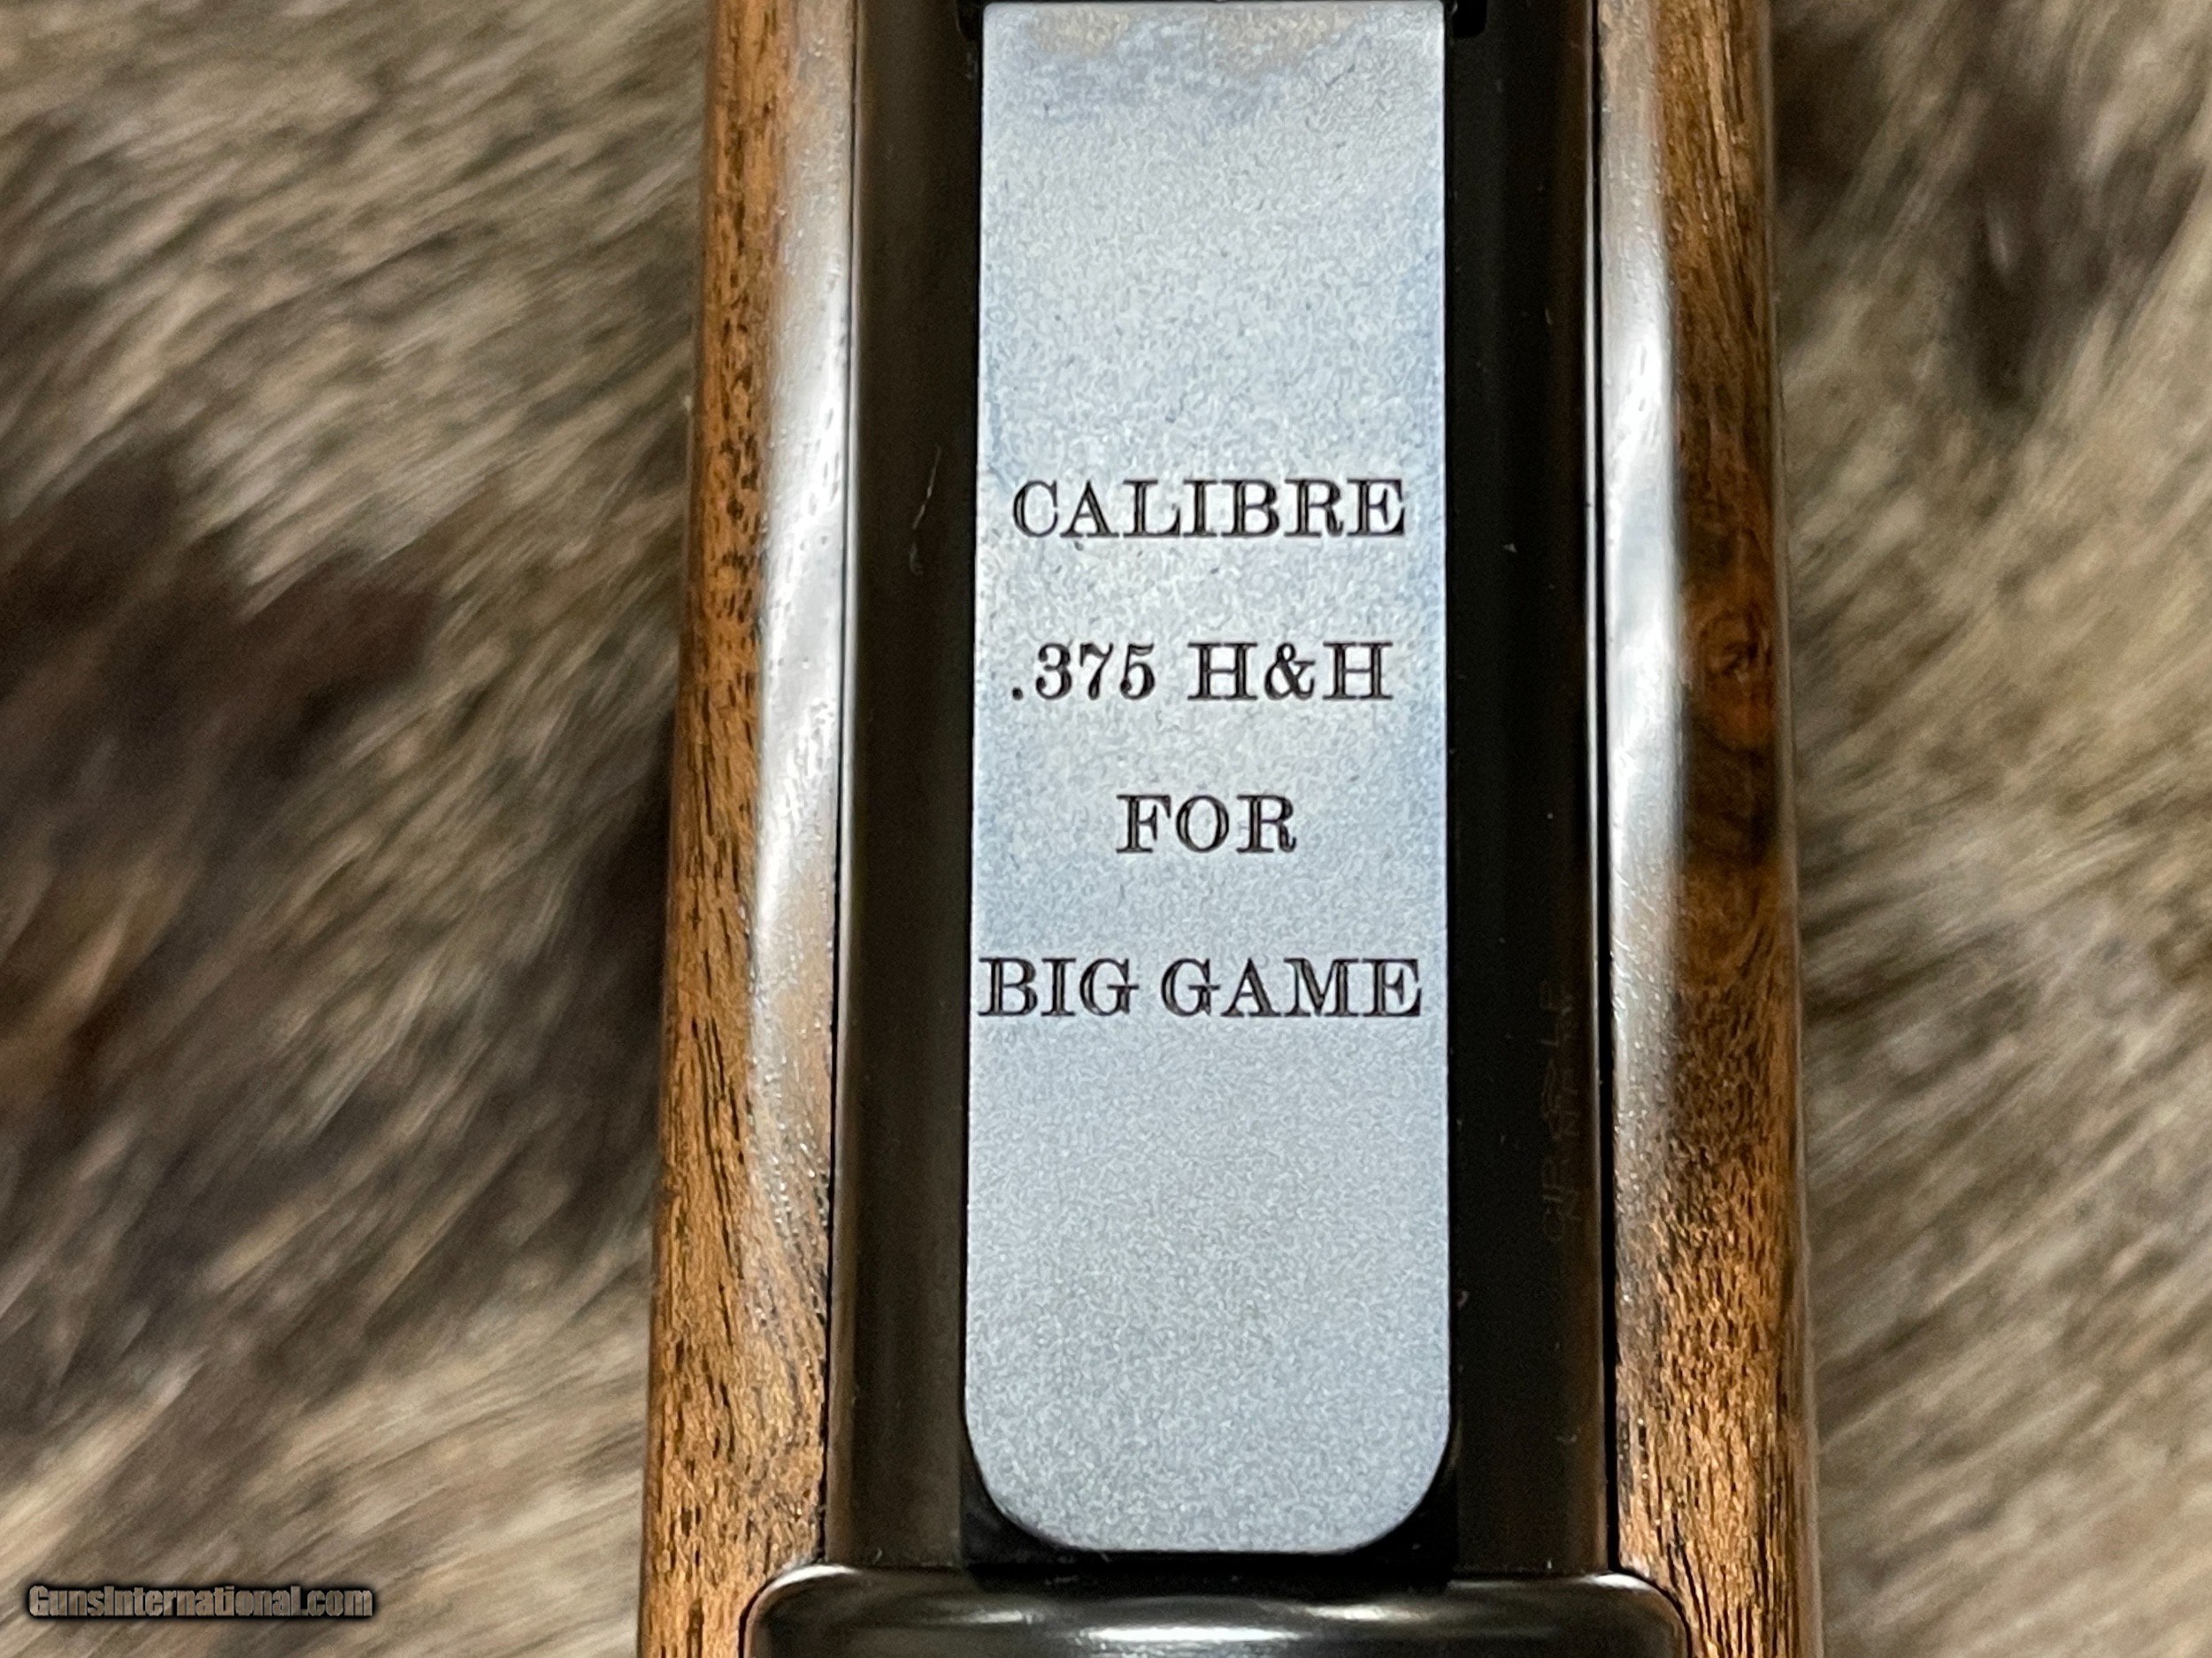 CALIBRE
.375 H&H
FOR
BIG GAME
GunsInternational.com